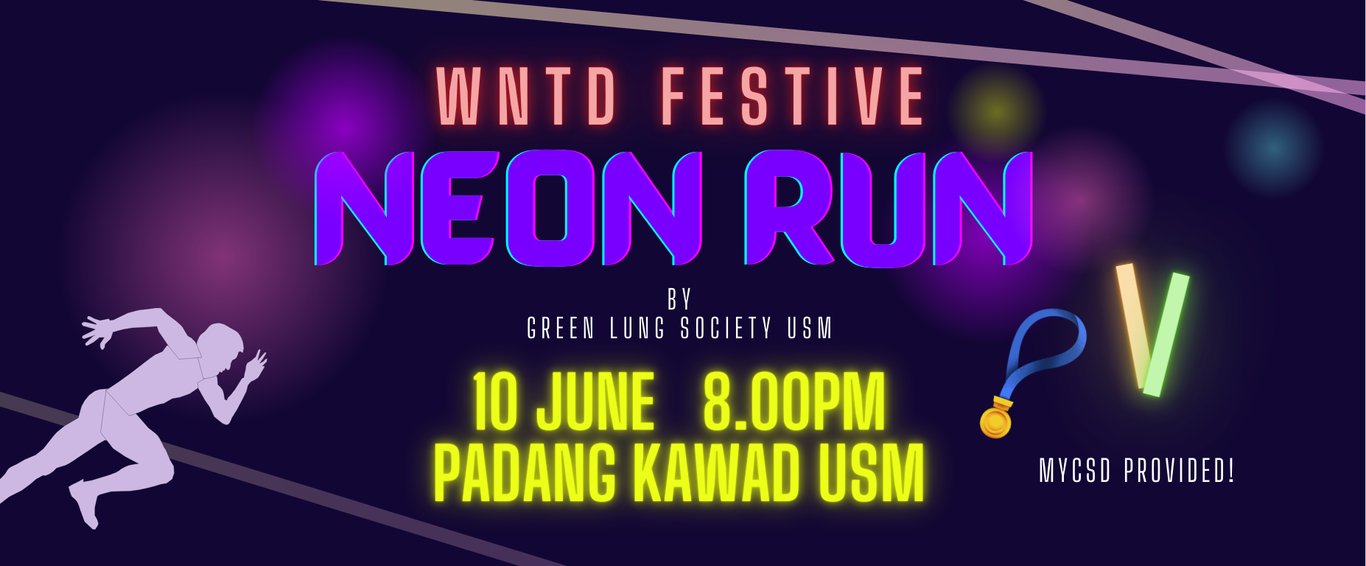 WNTD FESTIVE
NEON RUN
BY
GREEN LUNG SOCIETY USM
10 JUNE 8.00PM
PADANG KAWAD USM
MYCSD PROVIDED!